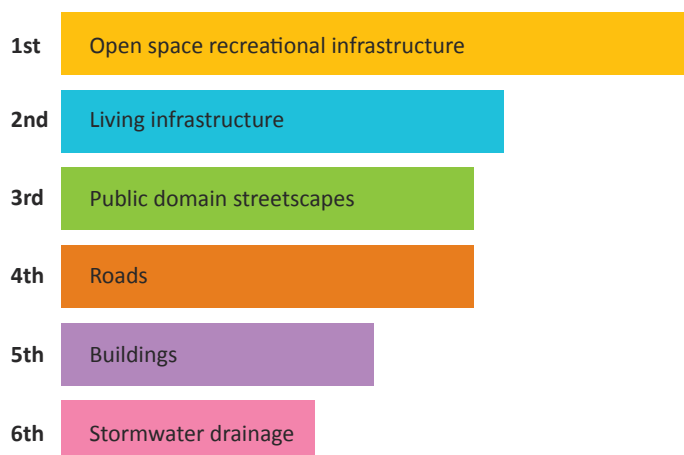 1st Open space recreational infrastructure
2nd Living infrastructure
3rd Public domain streetscapes
4th Roads
5th Buildings
6th Stormwater drainage